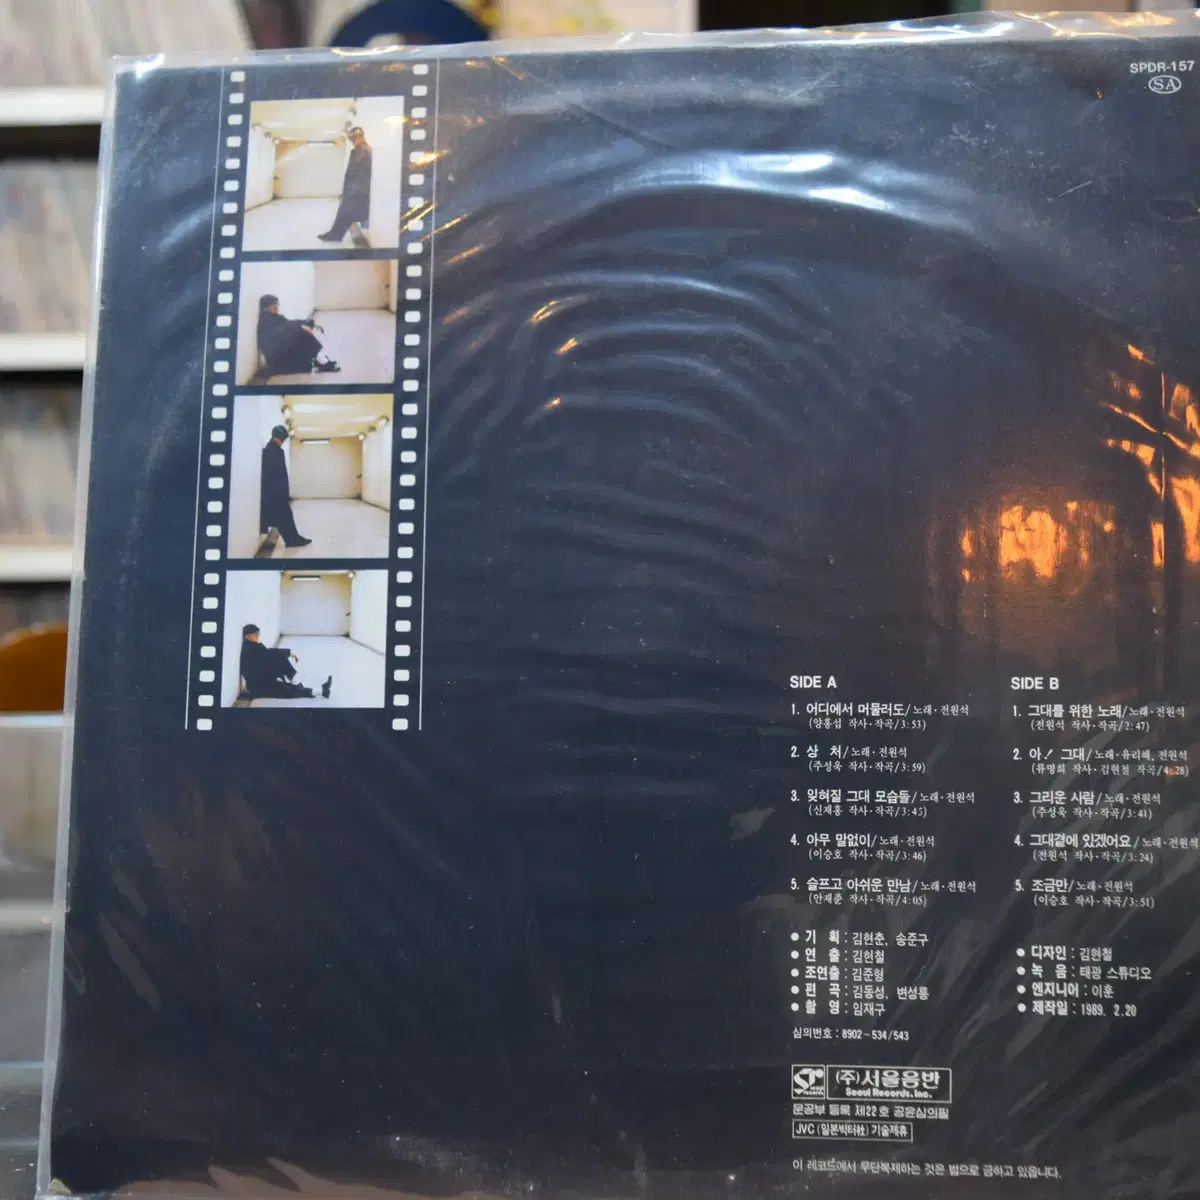 SPDR-157
SA
SIDE A
1. 어디에서 머물러도/노래·전원석
(양홍섭 작사·작곡/3:53)
2. 상 처/노래·전원석
(주성욱 작사·작곡/3:59)
3. 잊혀질 그대 모습들/노래·전원석
(신재홍 작사·작곡/3:45)
4. 아무 말없이/노래·전원석
(이승호 작사·작곡/3:46)
5. 슬프고 아쉬운 만남/노래·전원석
(안재준 작사·작곡/4:05)
SIDE B
1. 그대를 위한 노래/노래·전원석
(전원석 작사·작곡/2:47)
2. 아! 그대/노래·유리혜, 전원석
(류명희 작사·김현철 작곡/4:28)
3. 그리운 사람/노래·전원석
(주성욱 작사·작곡/3:41)
4. 그대곁에 있겠어요/노래·전원석
(전원석 작사·작곡/3:24)
5. 조금만/노래·전원석
(이승호 작사·작곡/3:51)
● 기 획 : 김현준, 송준구
● 연 출 : 김현철
● 조연출 : 김준형
● 편 곡 : 김동성, 변성룡
● 촬 영 : 임재구
● 디자인 : 김현철
● 녹 음 : 태광 스튜디오
● 엔지니어 : 이훈
● 제작일 : 1989. 2.20
심의번호 : 8902-534/543
seoul records
(주)서울음반
Seoul Records, Inc.
문공부 등록 제22호 공윤심의필
JVC (일본빅터社) 기술제휴
이 레코드에서 무단복제하는 것은 법으로 금하고 있읍니다.